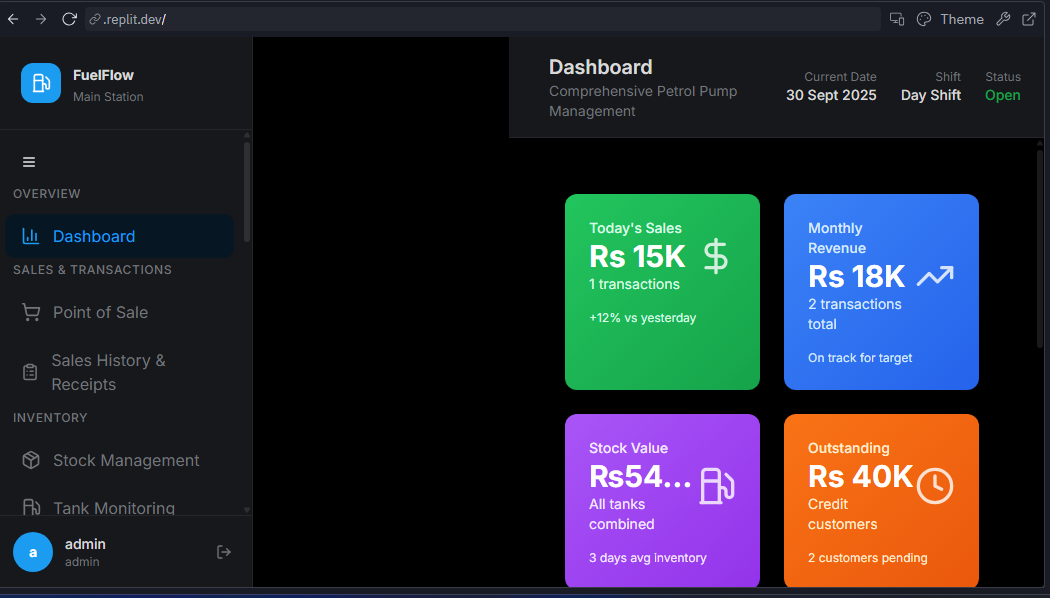 .replit.dev/
Theme
FuelFlow
Main Station
Dashboard
Comprehensive Petrol Pump
Management
Current Date
30 Sept 2025
Shift
Day Shift
Status
Open
OVERVIEW
Dashboard
SALES & TRANSACTIONS
Point of Sale
Sales History &
Receipts
INVENTORY
Stock Management
Tank Monitoring
a
admin
admin
Today's Sales
Rs 15K
1 transactions
+12% vs yesterday
Monthly
Revenue
Rs 18K
2 transactions
total
On track for target
Stock Value
Rs54...
All tanks
combined
3 days avg inventory
Outstanding
Rs 40K
Credit
customers
2 customers pending